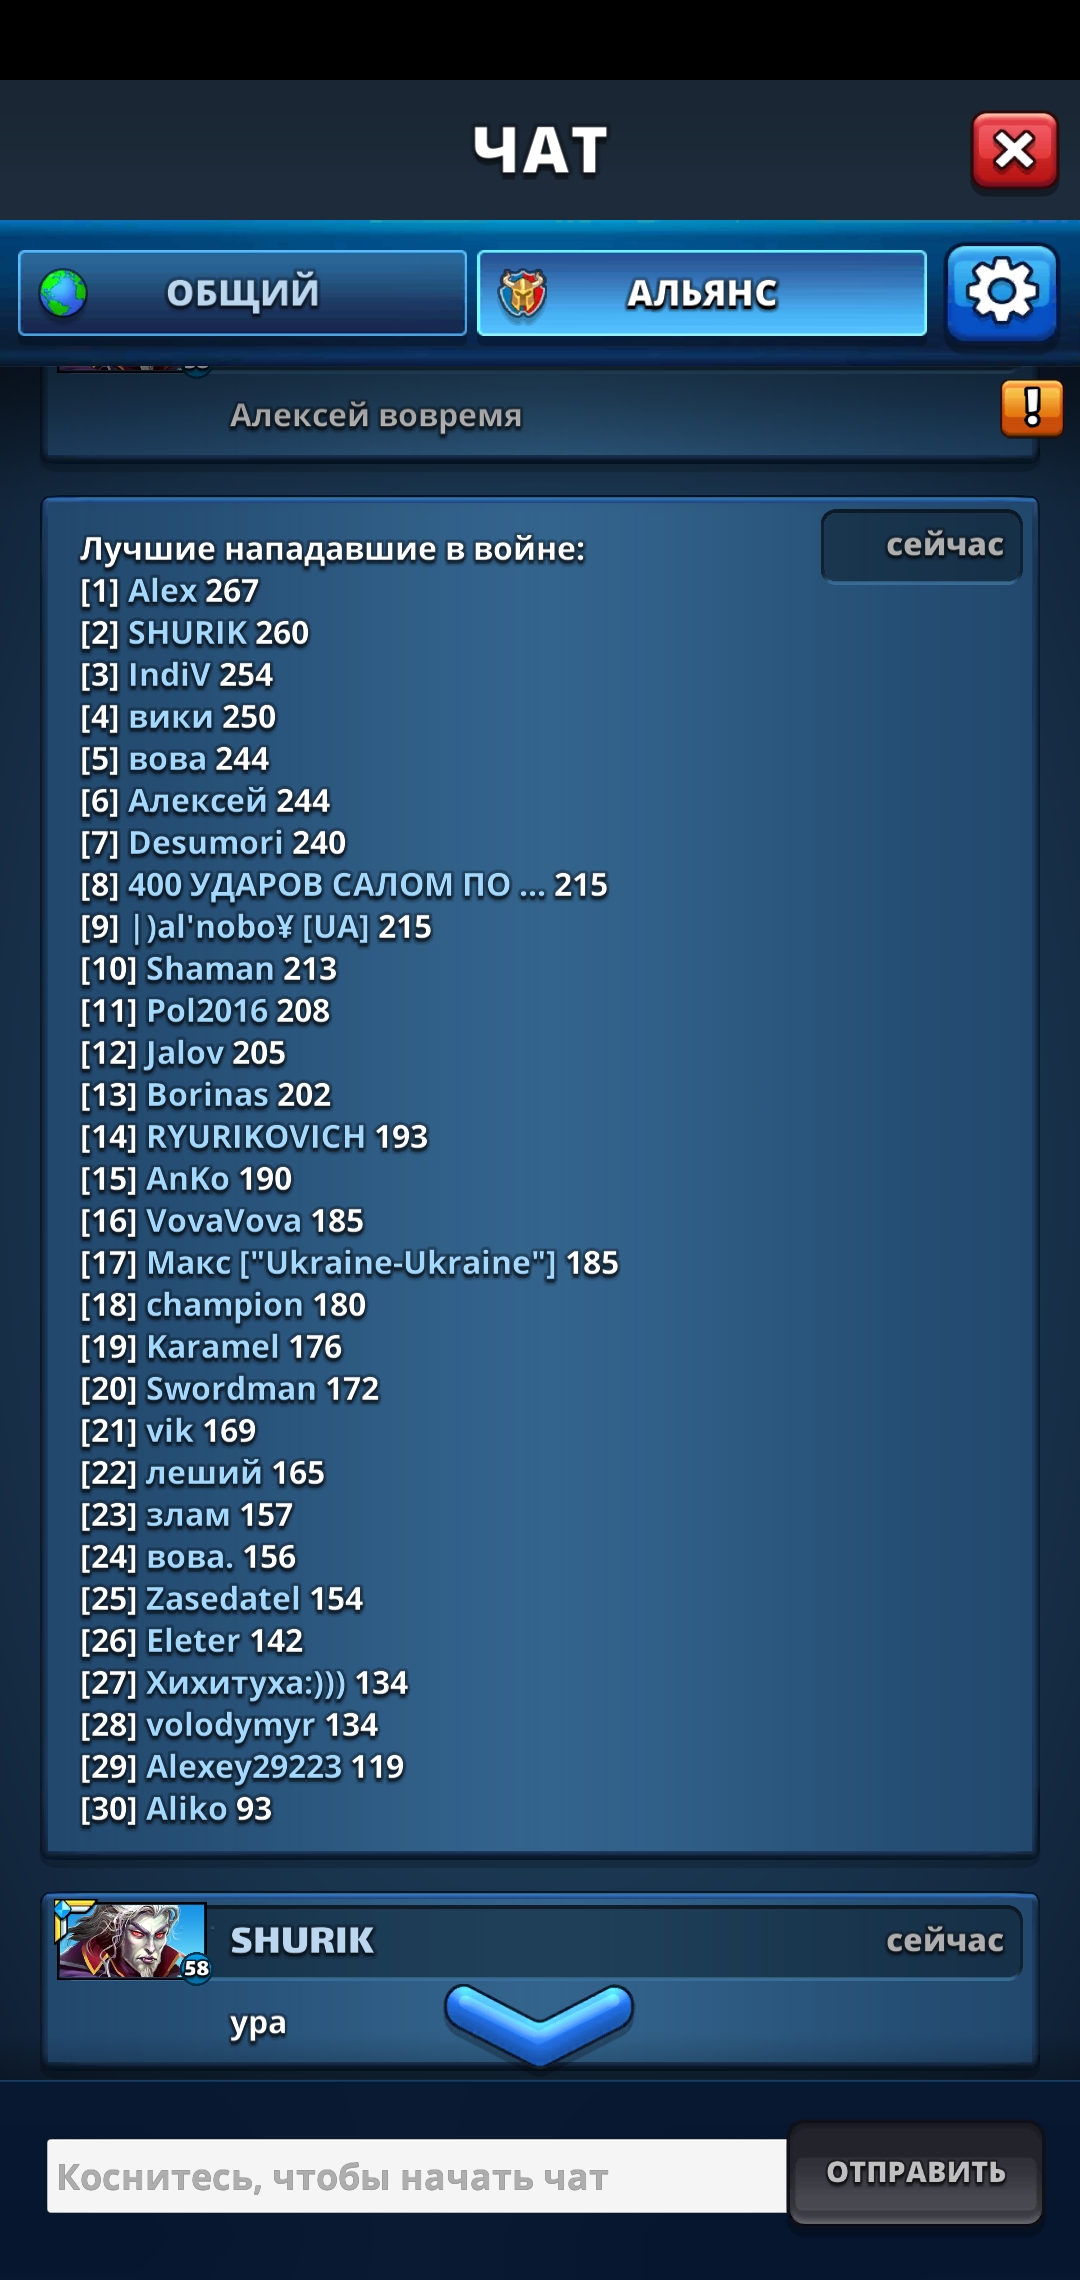 ЧАТ
ОБЩИЙ
АЛЬЯНС
Алексей вовремя
!
сейчас
Лучшие нападавшие в войне:
[1] Alex 267
[2] SHURIK 260
[3] IndiV 254
[4] вики 250
[5] вова 244
[6] Алексей 244
[7] Desumori 240
[8] 400 УДАРОВ САЛОМ ПО ... 215
[9] |)al'nobo¥ [UA] 215
[10] Shaman 213
[11] Pol2016 208
[12] Jalov 205
[13] Borinas 202
[14] RYURIKOVICH 193
[15] AnKo 190
[16] VovaVova 185
[17] Макс ["Ukraine-Ukraine"] 185
[18] champion 180
[19] Karamel 176
[20] Swordman 172
[21] vik 169
[22] леший 165
[23] злам 157
[24] вова. 156
[25] Zasedatel 154
[26] Eleter 142
[27] Хихитуха:))) 134
[28] volodymyr 134
[29] Alexey29223 119
[30] Aliko 93
58
SHURIK
сейчас
ура
Коснитесь, чтобы начать чат
ОТПРАВИТЬ